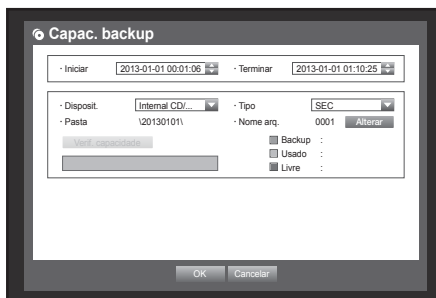 Capac. backup
· Iniciar 2013-01-01 00:01:06 · Terminar 2013-01-01 01:10:25
· Disposit. Internal CD/... · Tipo SEC
· Pasta \20130101\ · Nome arq. 0001 Alterar
Verif. capacidade Backup :
Usado :
Livre :
OK Cancelar